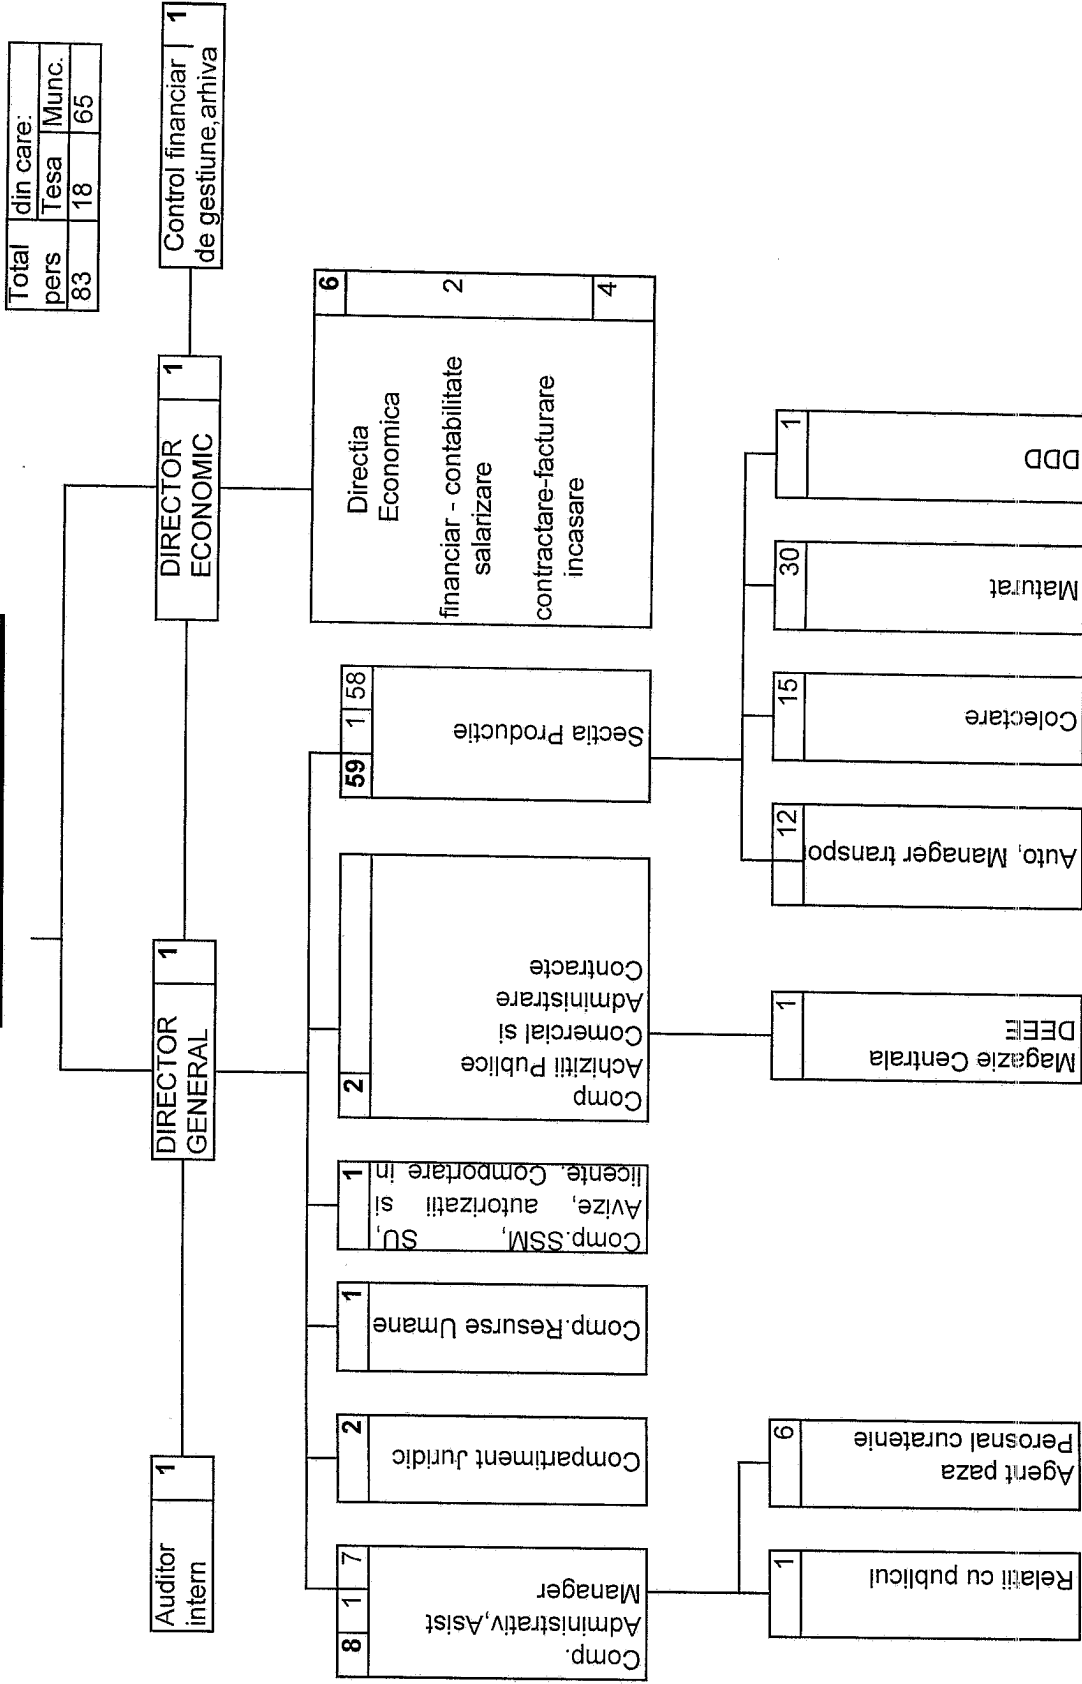 Total
pers
din care:
Tesa
Munc.
83
18
65
Auditor
intern
1
DIRECTOR
GENERAL
1
DIRECTOR
ECONOMIC
1
Control financiar
de gestiune,arhiva
1
8
1
7
Comp.
Administrativ,Asist
Manager
2
Compartiment Juridic
1
Comp.Resurse Umane
1
Comp.SSM, SU,
Avize, autorizatii si
licente. Comportare in
2
Comp
Achizitii Publice
Comercial si
Administrare
Contracte
59
1
58
Sectia Productie
6
Directia
Economica
2
financiar - contabilitate
salarizare
4
contractare-facturare
incasare
1
Relatii cu publicul
6
Agent paza
Perosnal curatenie
1
Magazie Centrala
DEEE
12
Auto, Manager transpo
15
Colectare
30
Maturat
1
DDD